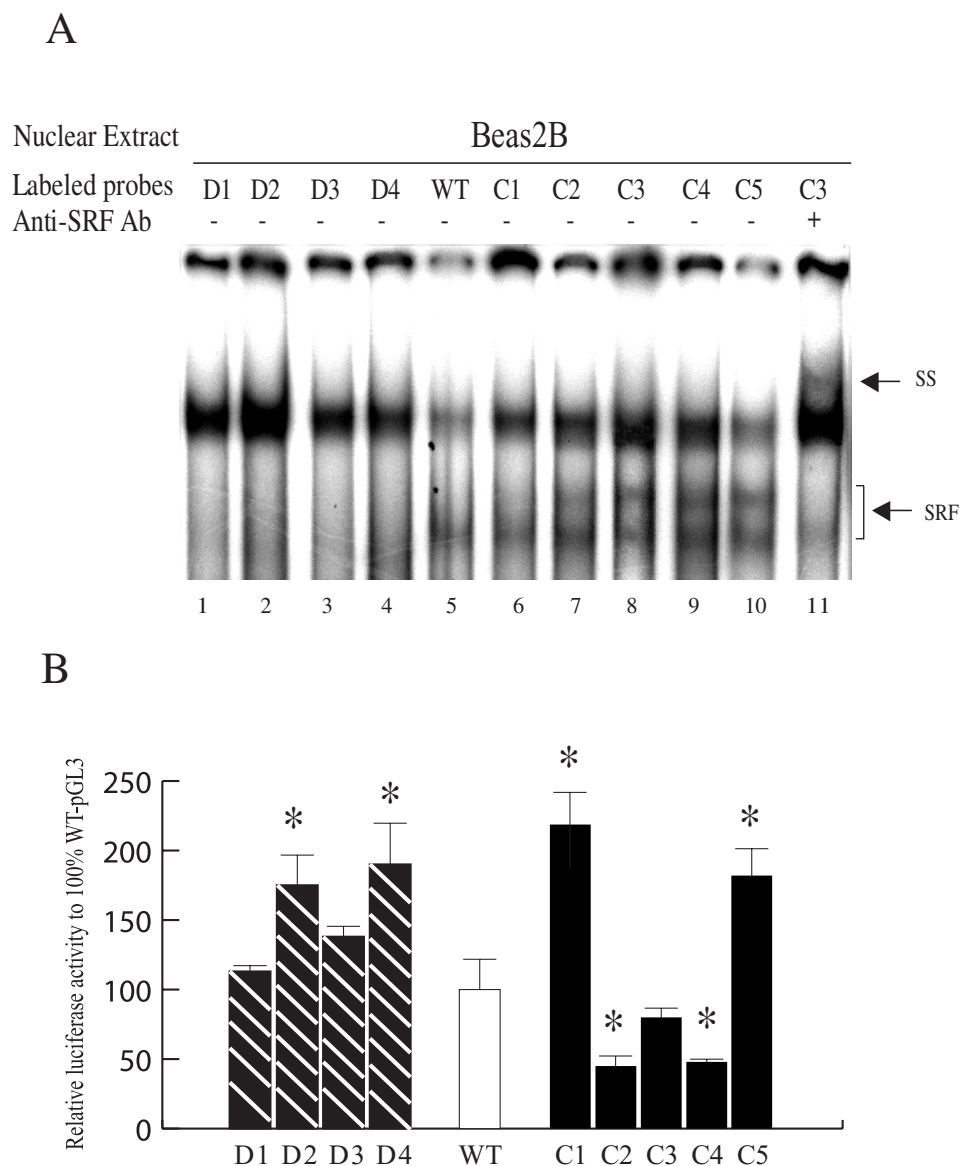 A
Nuclear Extract Beas2B
Labeled probes D1 D2 D3 D4 WT C1 C2 C3 C4 C5 C3
Anti-SRF Ab - - - - - - - - - - +
SS
SRF
1 2 3 4 5 6 7 8 9 10 11
B
Relative luciferase activity to 100% WT-pGL3
250
200
150
100
50
0
* * * * * *
D1 D2 D3 D4 WT C1 C2 C3 C4 C5